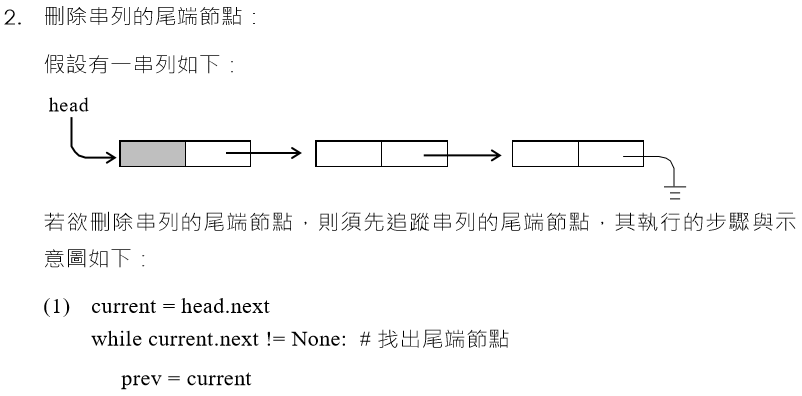 2. 刪除串列的尾端節點：
假設有一串列如下：
head
若欲刪除串列的尾端節點，則須先追蹤串列的尾端節點，其執行的步驟與示
意圖如下：
(1) current = head.next
while current.next != None: # 找出尾端節點
prev = current